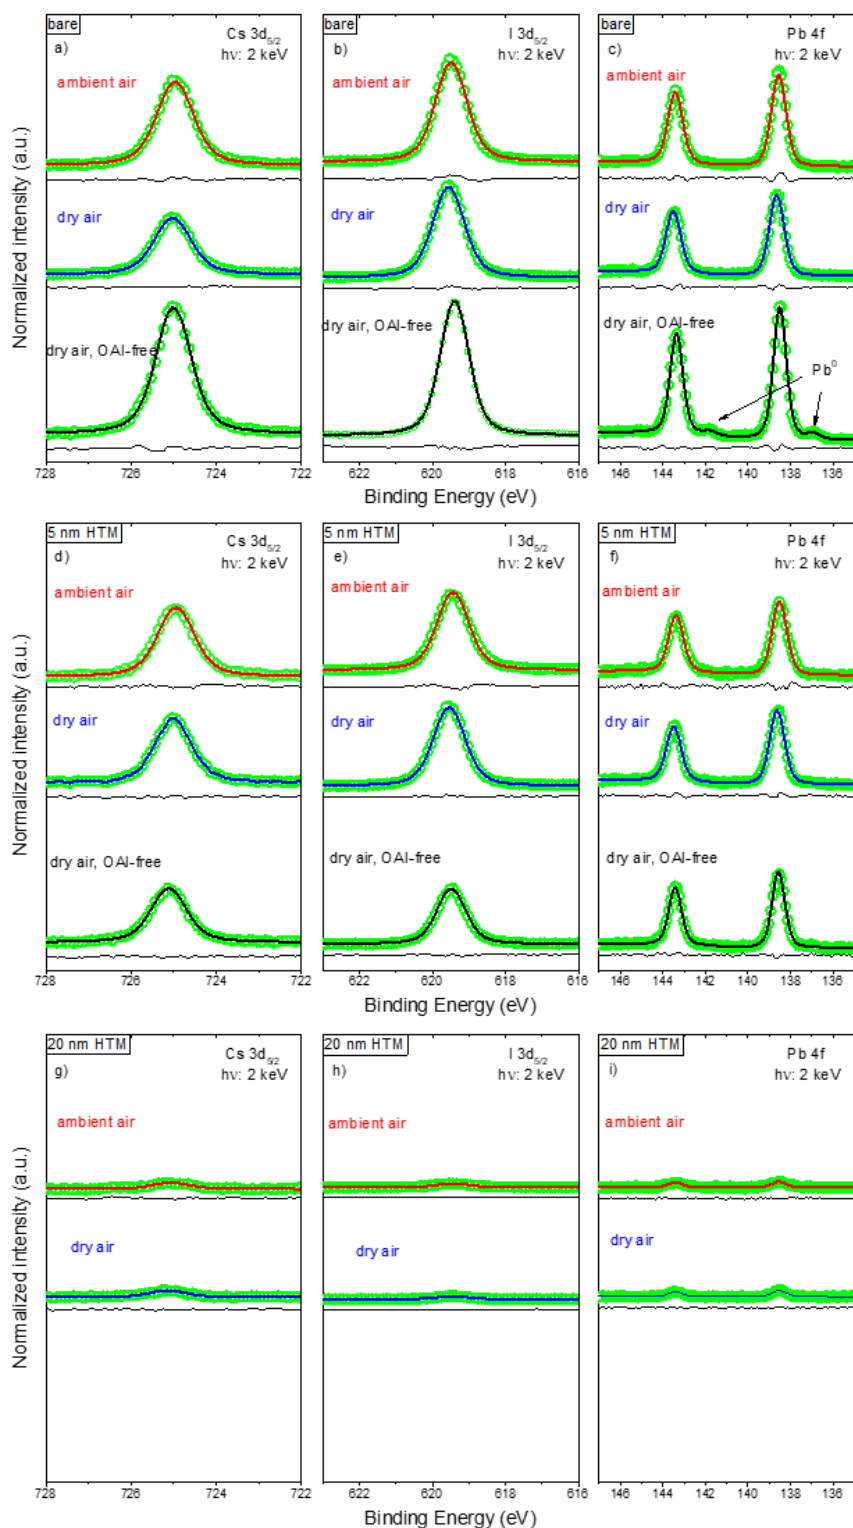 bare
a)
Cs 3d5/2
hν: 2 keV
ambient air
dry air
dry air, OAI-free
728 726 724 722
bare
b)
I 3d5/2
hν: 2 keV
ambient air
dry air
dry air, OAI-free
622 620 618 616
bare
c)
Pb 4f
hν: 2 keV
ambient air
dry air
dry air, OAI-free
Pb0
146 144 142 140 138 136
Normalized intensity (a.u.)
Binding Energy (eV)
Binding Energy (eV)
5 nm HTM
d)
Cs 3d5/2
hν: 2 keV
ambient air
dry air
dry air, OAI-free
728 726 724 722
5 nm HTM
e)
I 3d5/2
hν: 2 keV
ambient air
dry air
dry air, OAI-free
622 620 618 616
5 nm HTM
f)
Pb 4f
hν: 2 keV
ambient air
dry air
dry air, OAI-free
146 144 142 140 138 136
Normalized intensity (a.u.)
Binding Energy (eV)
Binding Energy (eV)
20 nm HTM
g)
Cs 3d5/2
hν: 2 keV
ambient air
dry air
728 726 724 722
20 nm HTM
h)
I 3d5/2
hν: 2 keV
ambient air
dry air
622 620 618 616
20 nm HTM
i)
Pb 4f
hν: 2 keV
ambient air
dry air
146 144 142 140 138 136
Normalized intensity (a.u.)
Binding Energy (eV)
Binding Energy (eV)